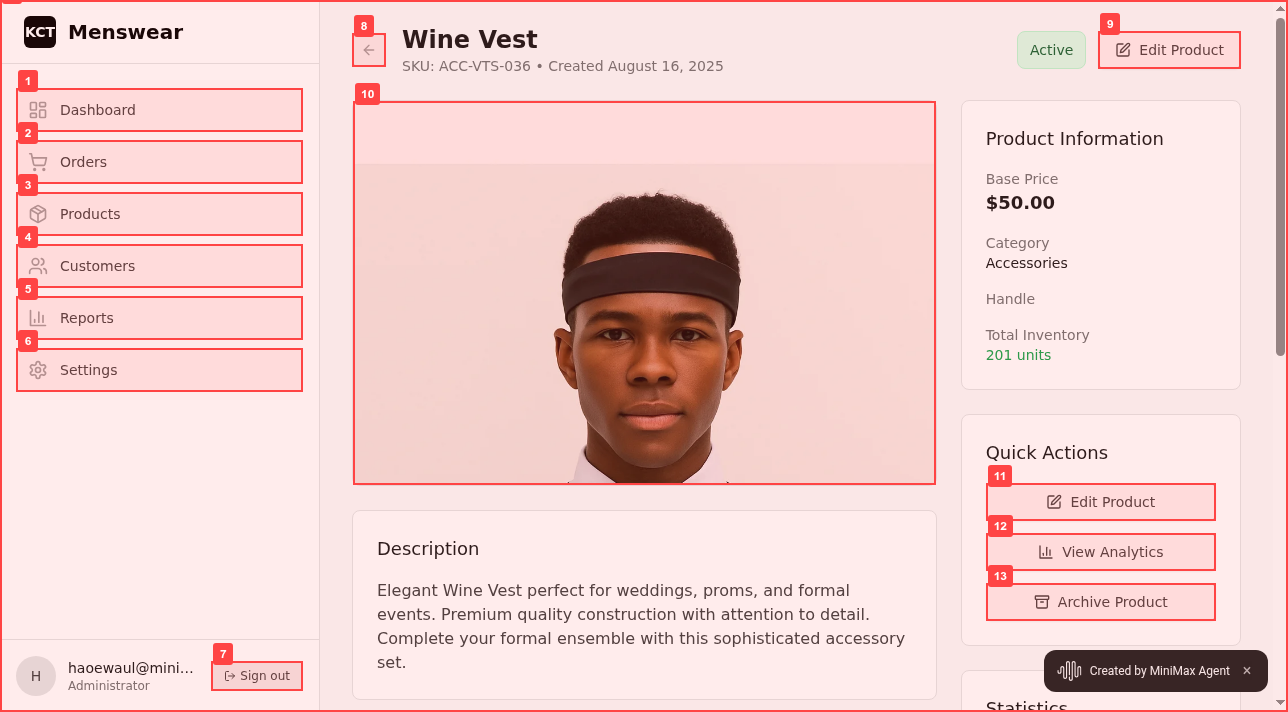 KCT Menswear
1
Dashboard
2
Orders
3
Products
4
Customers
5
Reports
6
Settings
H
haoewaul@mini...
Administrator
7
Sign out
8
Wine Vest
SKU: ACC-VTS-036 • Created August 16, 2025
Active
9
Edit Product
10
Description
Elegant Wine Vest perfect for weddings, proms, and formal
events. Premium quality construction with attention to detail.
Complete your formal ensemble with this sophisticated accessory
set.
Product Information
Base Price
$50.00
Category
Accessories
Handle
Total Inventory
201 units
Quick Actions
11
Edit Product
12
View Analytics
13
Archive Product
Statistics
Created by MiniMax Agent ×